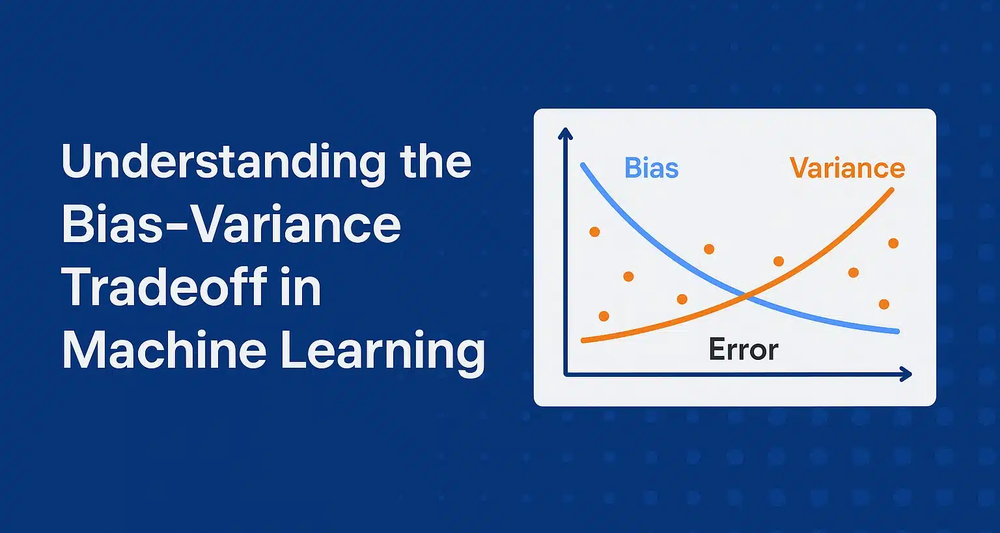 Understanding the
Bias–Variance
Tradeoff in
Machine Learning
Bias
Variance
Error